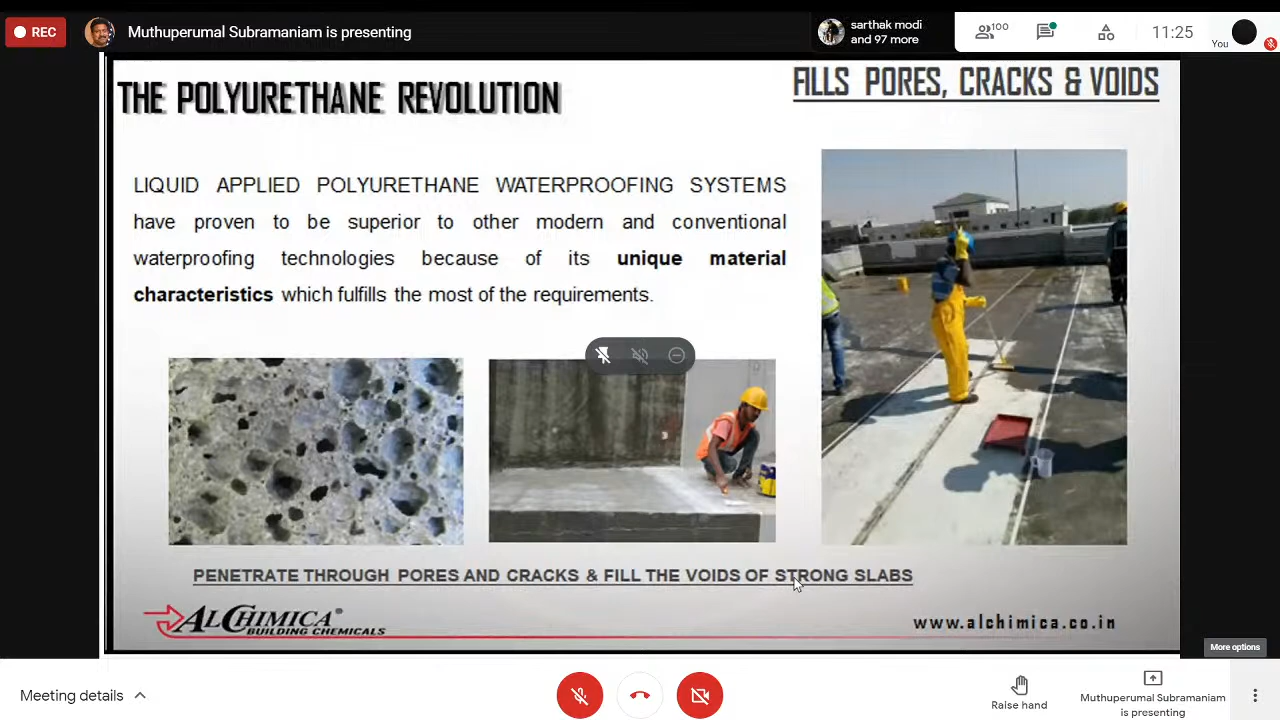 REC
Muthuperumal Subramaniam is presenting
sarthak modi
and 97 more
100
11:25
You
THE POLYURETHANE REVOLUTION
FILLS PORES, CRACKS & VOIDS
LIQUID APPLIED POLYURETHANE WATERPROOFING SYSTEMS
have proven to be superior to other modern and conventional
waterproofing technologies because of its unique material
characteristics which fulfills the most of the requirements.
PENETRATE THROUGH PORES AND CRACKS & FILL THE VOIDS OF STRONG SLABS
ALCHIMICA®
BUILDING CHEMICALS
www.alchimica.co.in
More options
Meeting details
Raise hand
Muthuperumal Subramaniam
is presenting